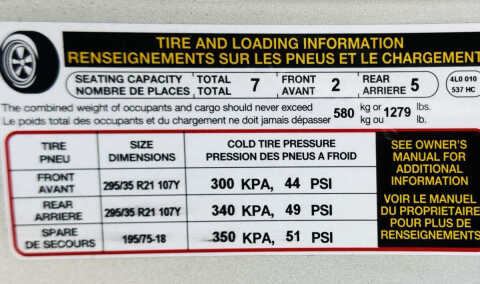 TIRE AND LOADING INFORMATION
RENSEIGNEMENTS SUR LES PNEUS ET LE CHARGEMENT
SEATING CAPACITY TOTAL 7 FRONT 2 REAR 5 4L0 010
NOMBRE DE PLACES TOTAL AVANT ARRIERE 537 HC
The combined weight of occupants and cargo should never exceed 580 kg or 1279 lbs.
Le poids total des occupants et du chargement ne doit jamais dépasser kg ou lb.
TIRE SIZE COLD TIRE PRESSURE
PNEU DIMENSIONS PRESSION DES PNEUS A FROID
FRONT AVANT 295/35 R21 107Y 300 KPA, 44 PSI
REAR ARRIERE 295/35 R21 107Y 340 KPA, 49 PSI
SPARE DE SECOURS 195/75-18 350 KPA, 51 PSI
SEE OWNER'S
MANUAL FOR
ADDITIONAL
INFORMATION
VOIR LE MANUEL
DU PROPRIETAIRE
POUR PLUS DE
RENSEIGNEMENTS